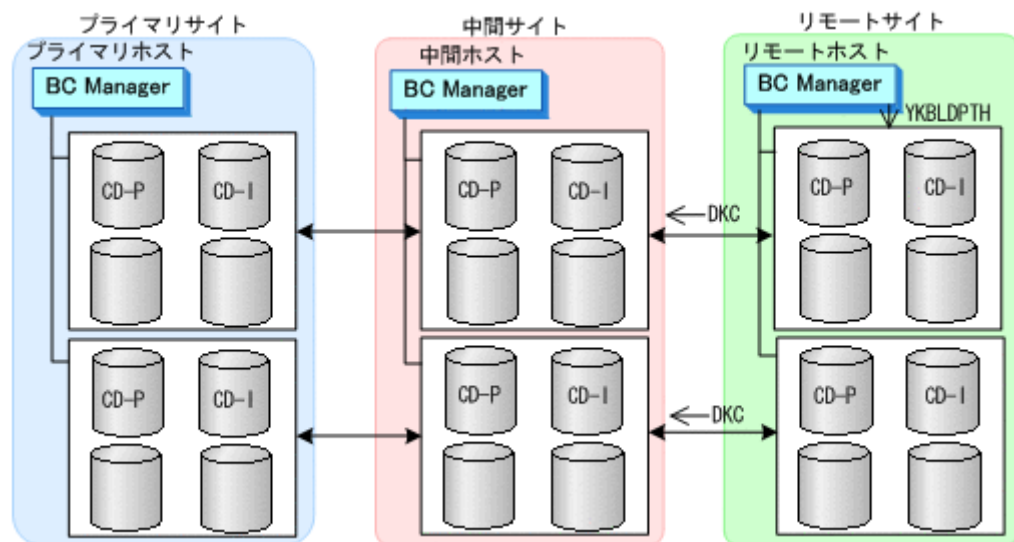 プライマリサイト
プライマリホスト
BC Manager
CD-P
CD-I
CD-P
CD-I
中間サイト
中間ホスト
BC Manager
CD-P
CD-I
CD-P
CD-I
←DKC
←DKC
リモートサイト
リモートホスト
BC Manager
YKBLDPTH
CD-P
CD-I
CD-P
CD-I